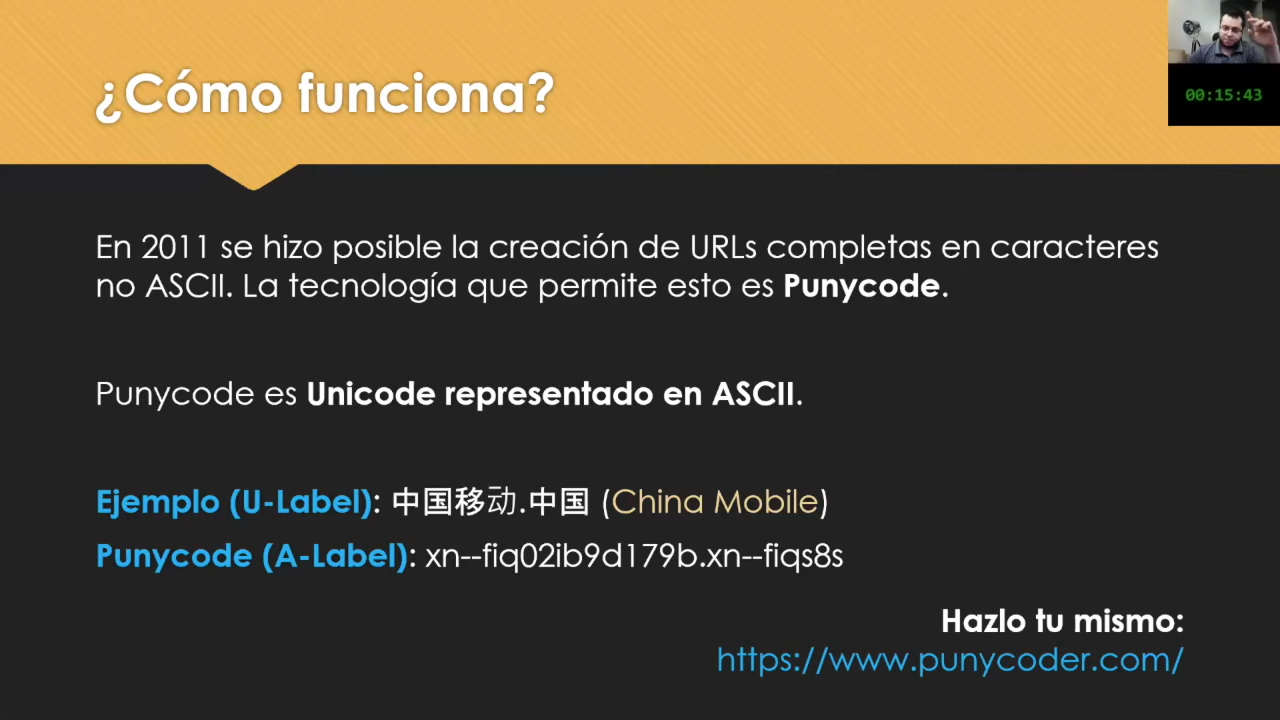 ¿Cómo funciona?
00:15:43
En 2011 se hizo posible la creación de URLs completas en caracteres
no ASCII. La tecnología que permite esto es Punycode.
Punycode es Unicode representado en ASCII.
Ejemplo (U-Label): 中国移动.中国 (China Mobile)
Punycode (A-Label): xn--fiq02ib9d179b.xn--fiqs8s
Hazlo tu mismo:
https://www.punycoder.com/